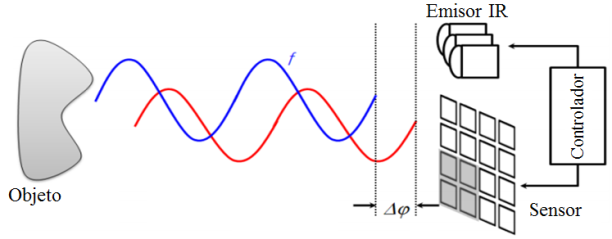 Emisor IR
f
Controlador
Objeto
Δφ
Sensor